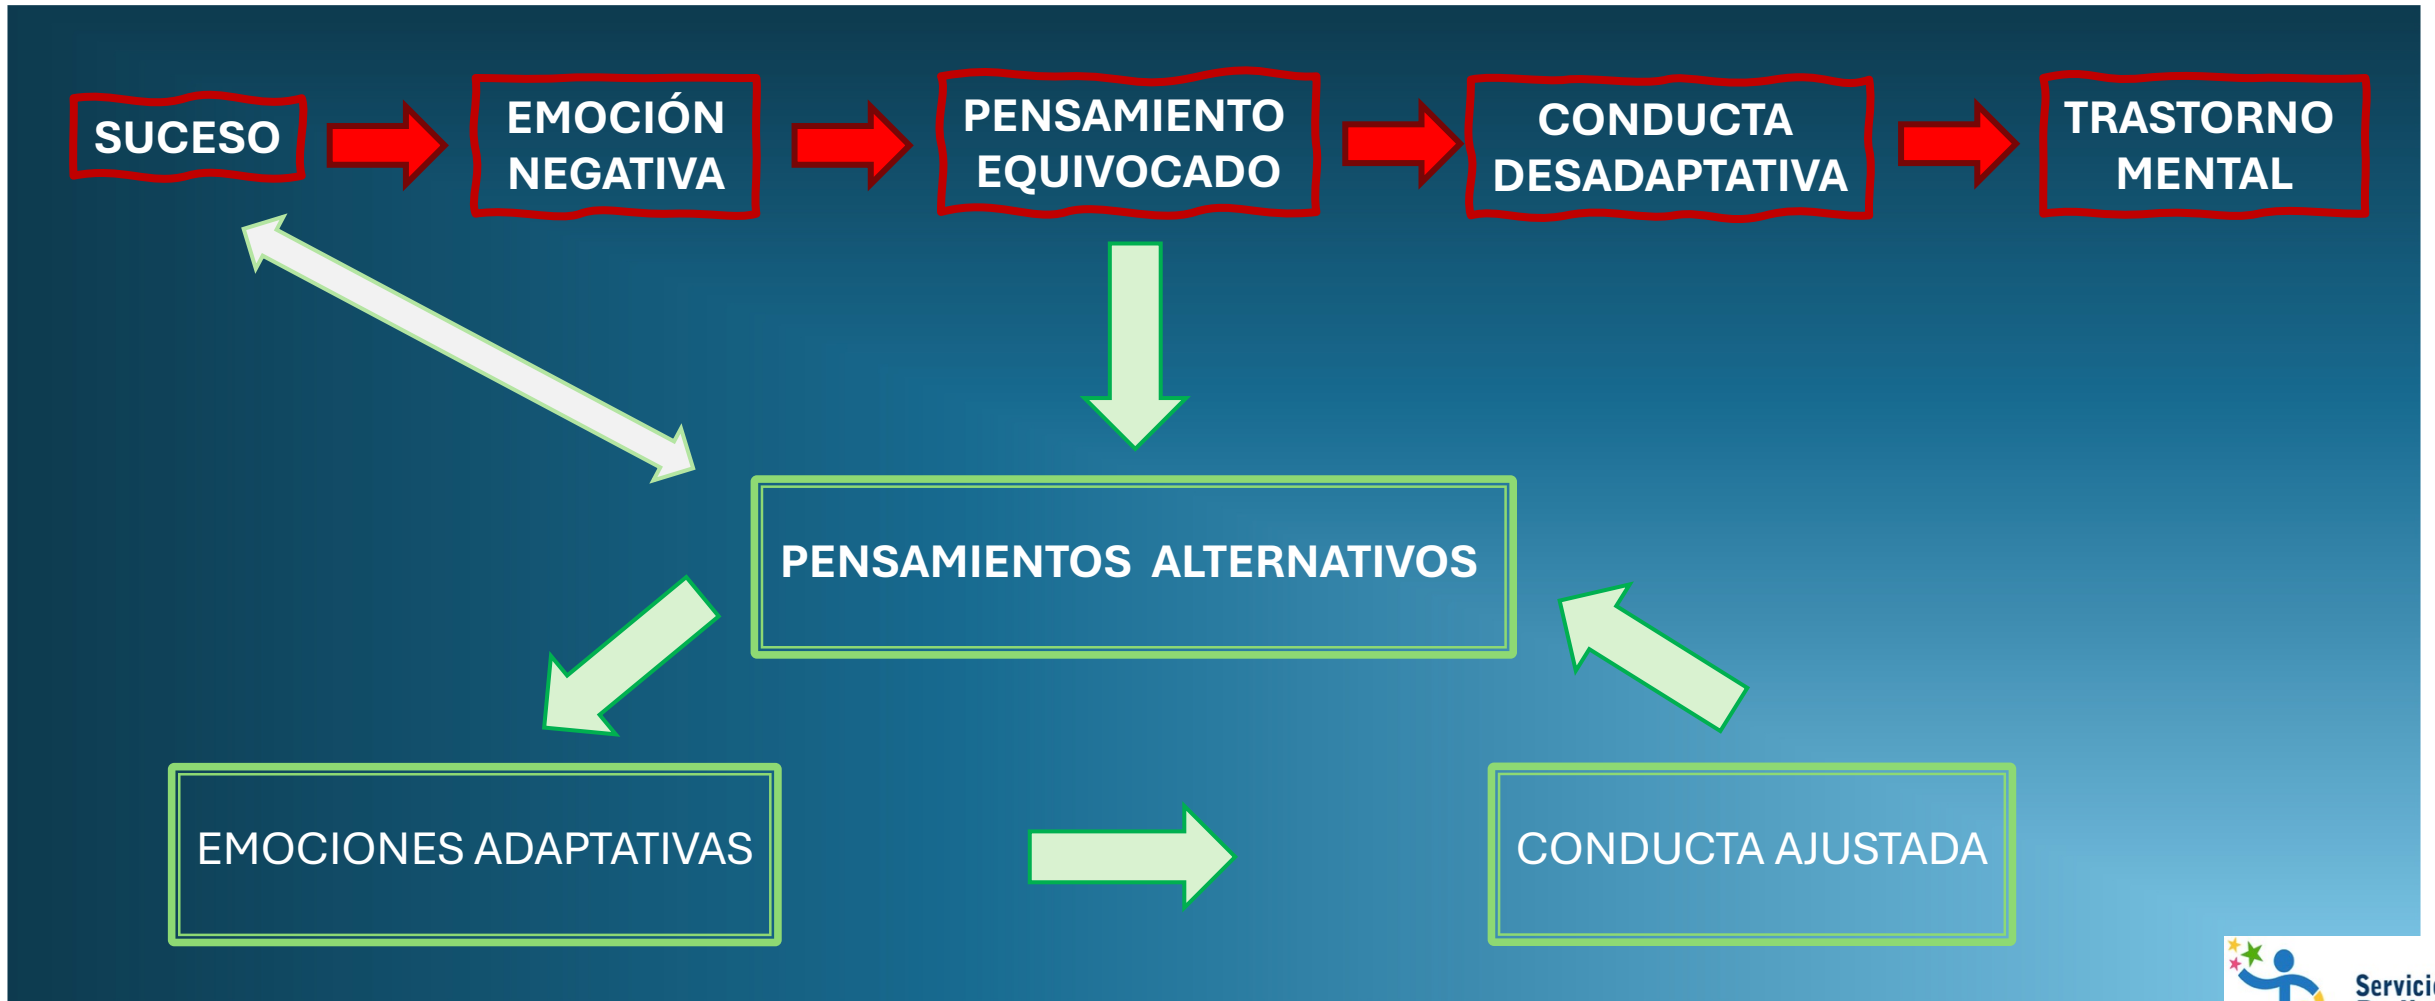 SUCESO
EMOCIÓN
NEGATIVA
PENSAMIENTO
EQUIVOCADO
CONDUCTA
DESADAPTATIVA
TRASTORNO
MENTAL
PENSAMIENTOS ALTERNATIVOS
EMOCIONES ADAPTATIVAS
CONDUCTA AJUSTADA